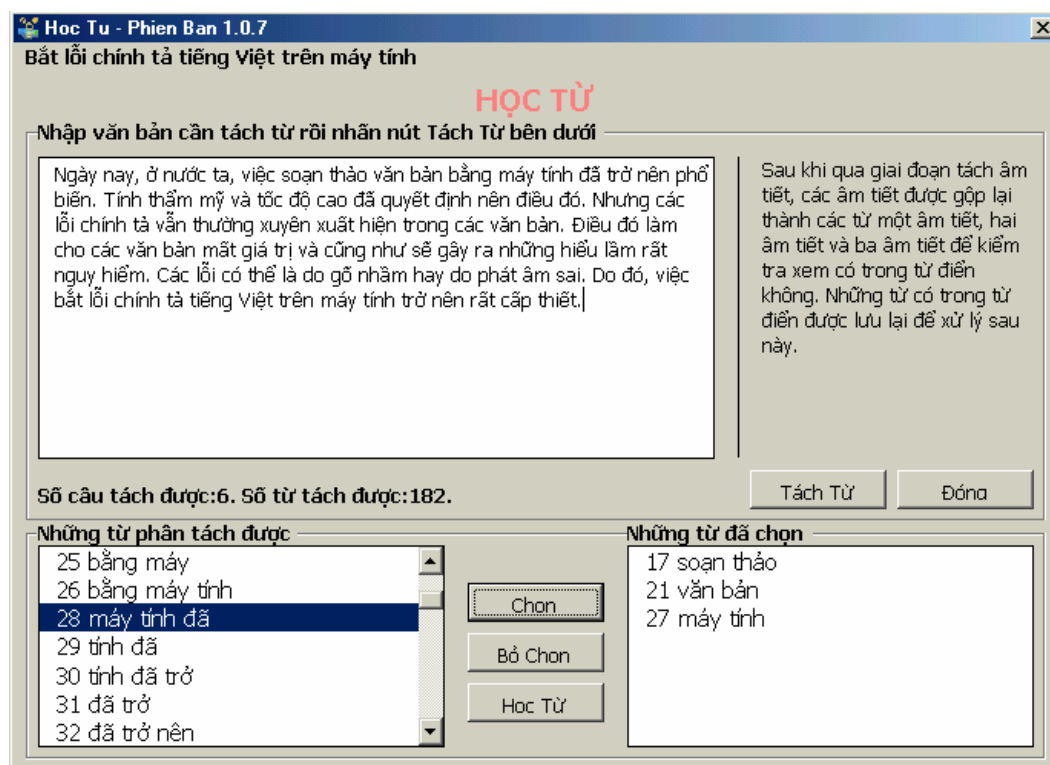 Hoc Tu - Phien Ban 1.0.7
Bắt lỗi chính tả tiếng Việt trên máy tính
HỌC TỪ
Nhập văn bản cần tách từ rồi nhấn nút Tách Từ bên dưới
Ngày nay, ở nước ta, việc soạn thảo văn bản bằng máy tính đã trở nên phổ
biến. Tính thẩm mỹ và tốc độ cao đã quyết định nên điều đó. Nhưng các
lỗi chính tả vẫn thường xuyên xuất hiện trong các văn bản. Điều đó làm
cho các văn bản mất giá trị và cũng như sẽ gây ra những hiểu lầm rất
nguy hiểm. Các lỗi có thể là do gõ nhầm hay do phát âm sai. Do đó, việc
bắt lỗi chính tả tiếng Việt trên máy tính trở nên rất cấp thiết.
Sau khi qua giai đoạn tách âm
tiết, các âm tiết được gộp lại
thành các từ một âm tiết, hai
âm tiết và ba âm tiết để kiểm
tra xem có trong từ điển
không. Những từ có trong từ
điển được lưu lại để xử lý sau
này.
Số câu tách được:6. Số từ tách được:182.
Tách Từ
Đóng
Những từ phân tách được
25 bằng máy
26 bằng máy tính
28 máy tính đã
29 tính đã
30 tính đã trở
31 đã trở
32 đã trở nên
Chon
Bỏ Chon
Hoc Từ
Những từ đã chọn
17 soạn thảo
21 văn bản
27 máy tính